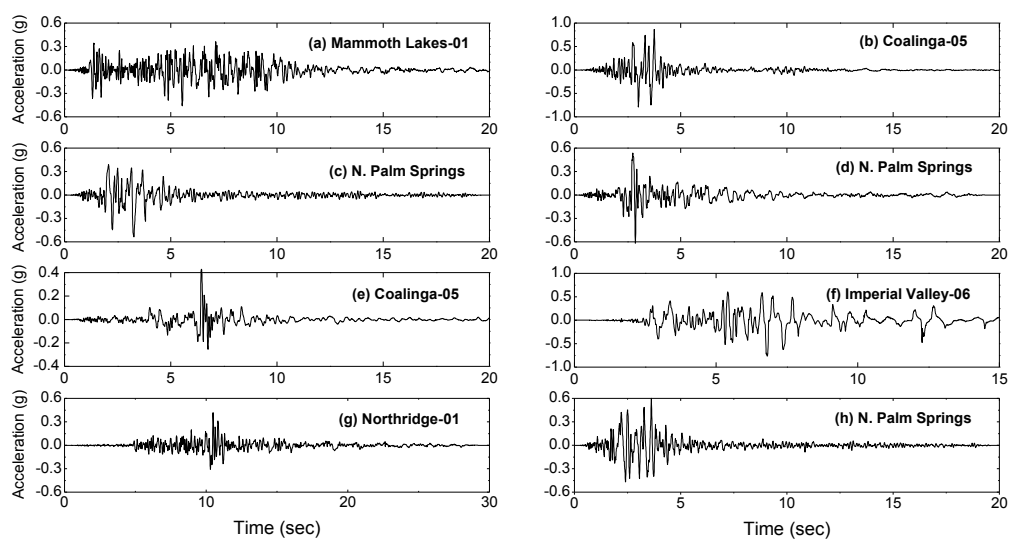 Acceleration (g)
0.6
0.3
0.0
-0.3
-0.6
(a) Mammoth Lakes-01
0 5 10 15 20
1.0
0.5
0.0
-0.5
-1.0
(b) Coalinga-05
0 5 10 15 20
Acceleration (g)
0.6
0.3
0.0
-0.3
-0.6
(c) N. Palm Springs
0 5 10 15 20
0.6
0.3
0.0
-0.3
-0.6
(d) N. Palm Springs
0 5 10 15 20
Acceleration (g)
0.4
0.2
0.0
-0.2
-0.4
(e) Coalinga-05
0 5 10 15 20
1.0
0.5
0.0
-0.5
-1.0
(f) Imperial Valley-06
0 5 10 15
Acceleration (g)
0.6
0.3
0.0
-0.3
-0.6
(g) Northridge-01
0 10 20 30
Time (sec)
0.6
0.3
0.0
-0.3
-0.6
(h) N. Palm Springs
0 5 10 15 20
Time (sec)